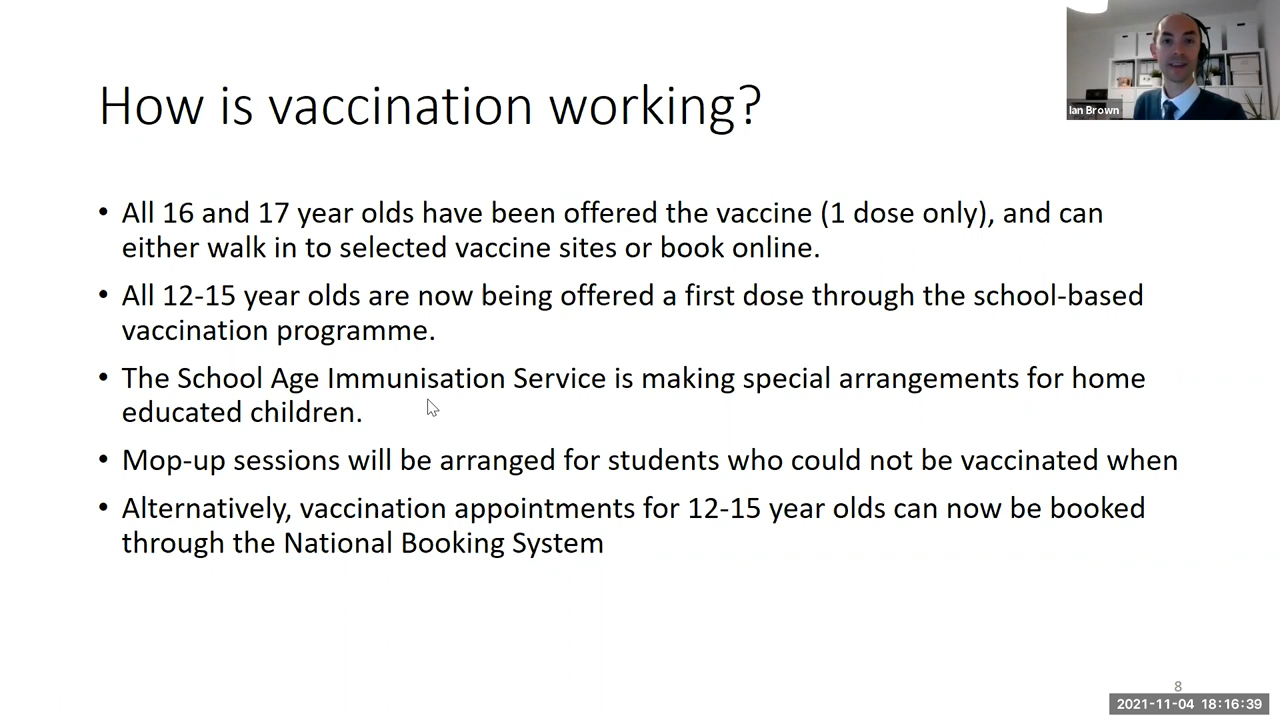 How is vaccination working?
Ian Brown
• All 16 and 17 year olds have been offered the vaccine (1 dose only), and can
either walk in to selected vaccine sites or book online.
• All 12-15 year olds are now being offered a first dose through the school-based
vaccination programme.
• The School Age Immunisation Service is making special arrangements for home
educated children.
• Mop-up sessions will be arranged for students who could not be vaccinated when
• Alternatively, vaccination appointments for 12-15 year olds can now be booked
through the National Booking System
8
2021-11-04 18:16:39